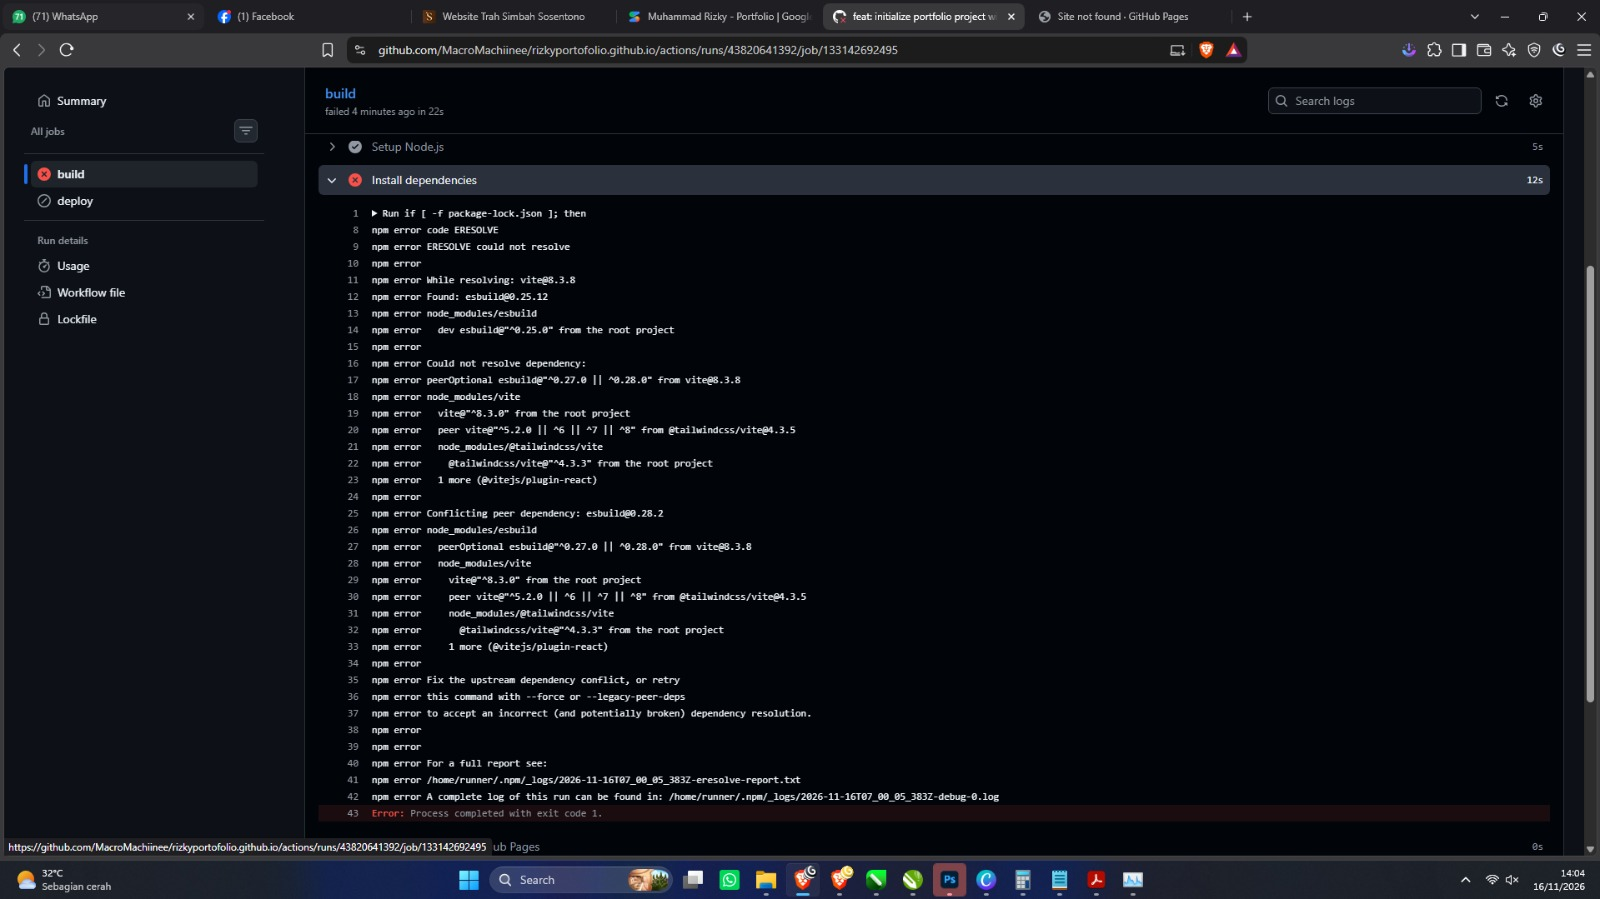 (71) WhatsApp
(1) Facebook
Website Trah Simbah Sosentono
Muhammad Rizky - Portfolio | Googl
feat: initialize portfolio project w
Site not found · GitHub Pages
github.com/MacroMachiinee/rizkyportofolio.github.io/actions/runs/43820641392/job/133142692495
Summary
All jobs
build
deploy
Run details
Usage
Workflow file
Lockfile
build
failed 4 minutes ago in 22s
Search logs
Setup Node.js
5s
Install dependencies
12s
1 Run if [ -f package-lock.json ]; then
8 npm error code ERESOLVE
9 npm error ERESOLVE could not resolve
10 npm error
11 npm error While resolving: vite@8.3.8
12 npm error Found: esbuild@0.25.12
13 npm error node_modules/esbuild
14 npm error   dev esbuild@"^0.25.0" from the root project
15 npm error
16 npm error Could not resolve dependency:
17 npm error peerOptional esbuild@"^0.27.0 || ^0.28.0" from vite@8.3.8
18 npm error node_modules/vite
19 npm error   vite@"^8.3.0" from the root project
20 npm error   peer vite@"^5.2.0 || ^6 || ^7 || ^8" from @tailwindcss/vite@4.3.5
21 npm error   node_modules/@tailwindcss/vite
22 npm error     @tailwindcss/vite@"^4.3.3" from the root project
23 npm error   1 more (@vitejs/plugin-react)
24 npm error
25 npm error Conflicting peer dependency: esbuild@0.28.2
26 npm error node_modules/esbuild
27 npm error   peerOptional esbuild@"^0.27.0 || ^0.28.0" from vite@8.3.8
28 npm error   node_modules/vite
29 npm error     vite@"^8.3.0" from the root project
30 npm error     peer vite@"^5.2.0 || ^6 || ^7 || ^8" from @tailwindcss/vite@4.3.5
31 npm error     node_modules/@tailwindcss/vite
32 npm error       @tailwindcss/vite@"^4.3.3" from the root project
33 npm error     1 more (@vitejs/plugin-react)
34 npm error
35 npm error Fix the upstream dependency conflict, or retry
36 npm error this command with --force or --legacy-peer-deps
37 npm error to accept an incorrect (and potentially broken) dependency resolution.
38 npm error
39 npm error
40 npm error For a full report see:
41 npm error /home/runner/.npm/_logs/2026-11-16T07_00_05_383Z-eresolve-report.txt
42 npm error A complete log of this run can be found in: /home/runner/.npm/_logs/2026-11-16T07_00_05_383Z-debug-0.log
43 Error: Process completed with exit code 1.
https://github.com/MacroMachiinee/rizkyportofolio.github.io/actions/runs/43820641392/job/133142692495
ub Pages
0s
32°C
Sebagian cerah
Search
Ps
14:04
16/11/2026